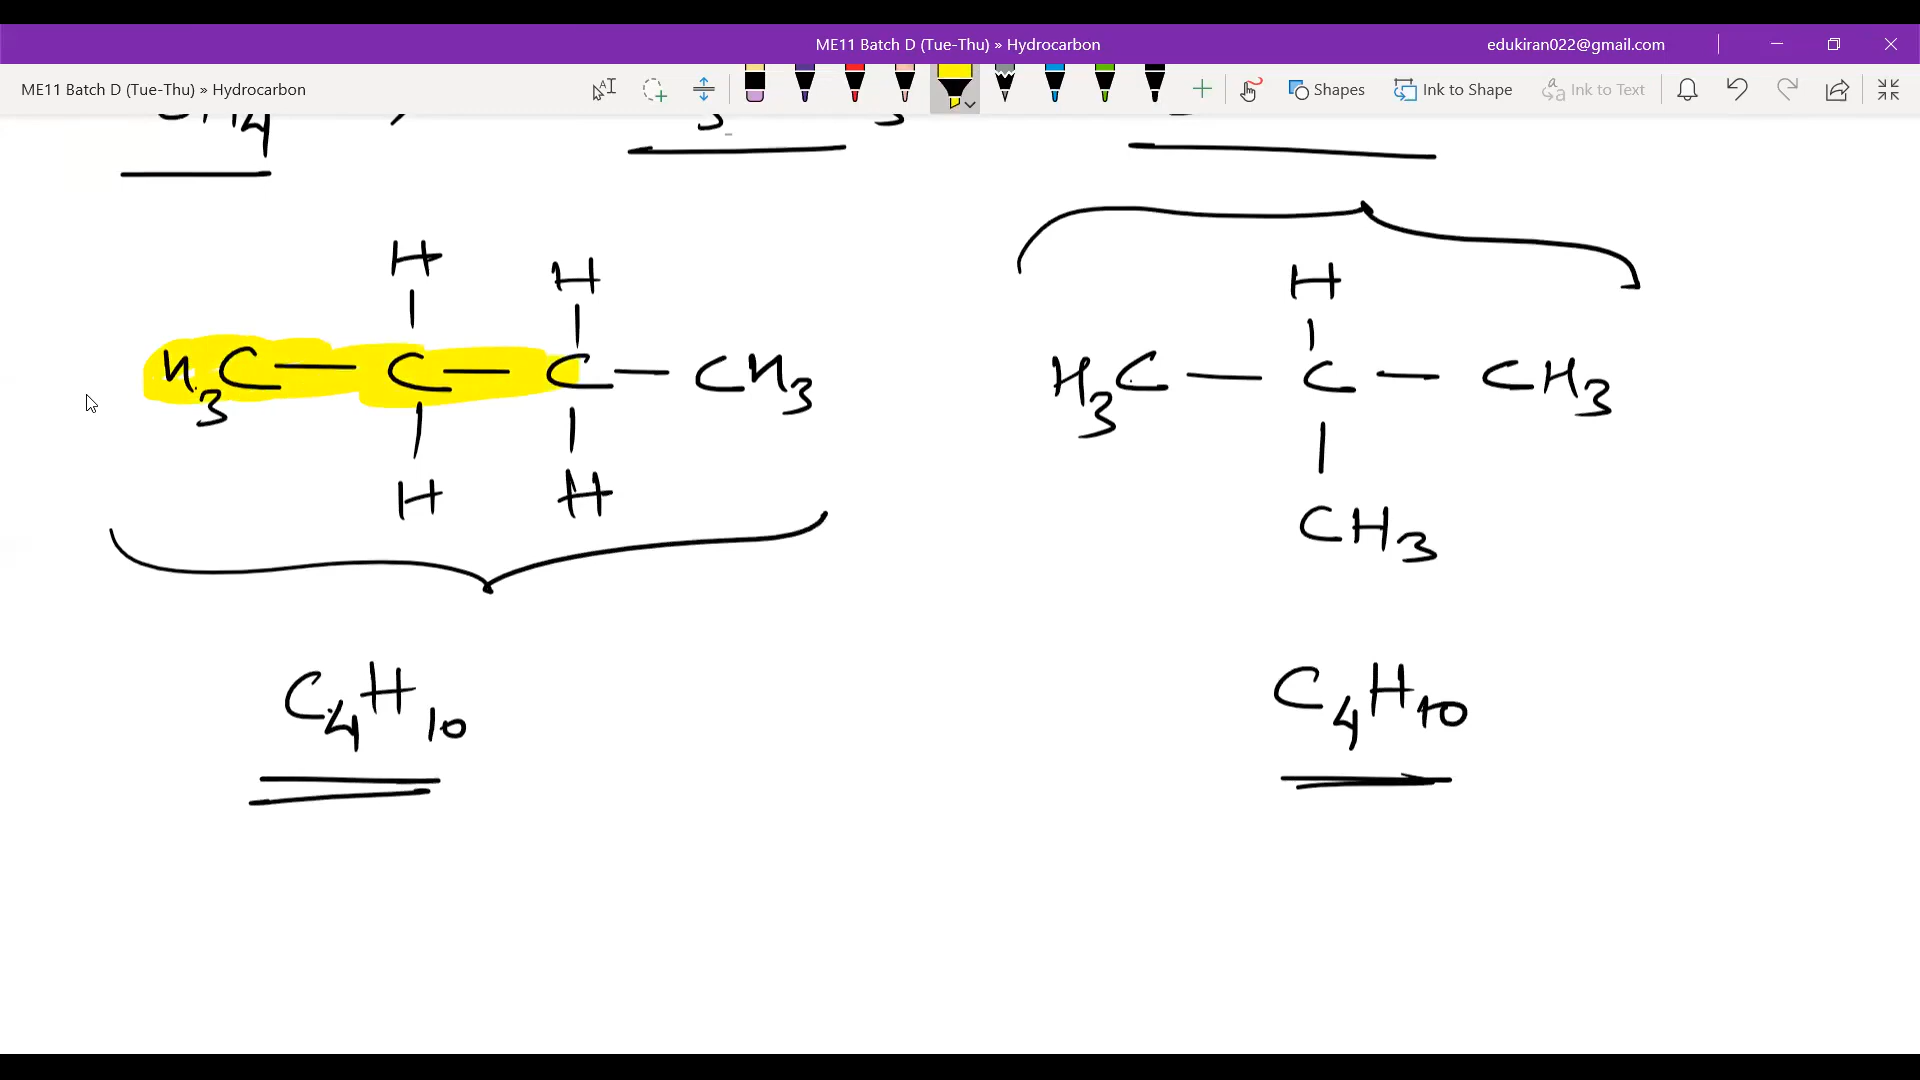 ME11 Batch D (Tue-Thu) » Hydrocarbon
edukiran022@gmail.com
ME11 Batch D (Tue-Thu) » Hydrocarbon
Shapes
Ink to Shape
Ink to Text
H H
H3C — C — C — CH3
H H
C4H10
H
H3C — C — CH3
CH3
C4H10